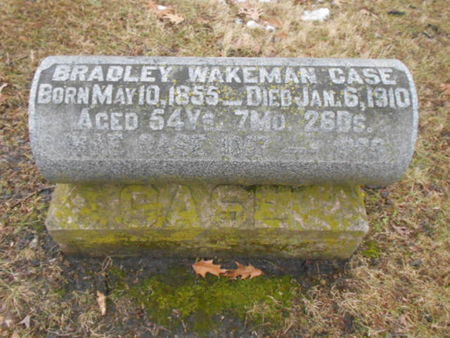 BRADLEY WAKEMAN CASE
BORN MAY 10, 1855 — DIED JAN. 6, 1910
AGED 54 YS. 7 MO. 26 DS.
CASE
CASE